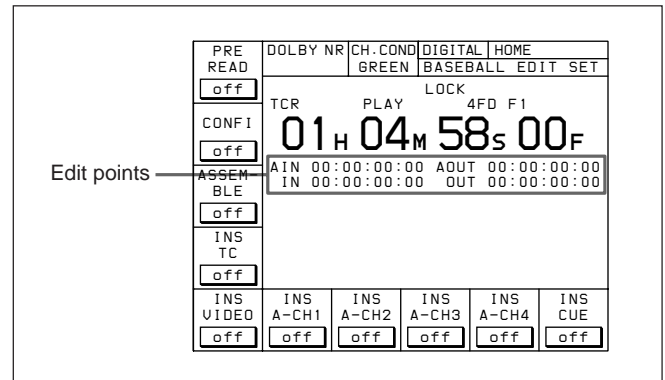 PRE READ
off
DOLBY NR
CH.COND
GREEN
DIGITAL
HOME
BASEBALL EDIT SET
LOCK
TCR PLAY 4FD F1
01H 04M 58S 00F
AIN 00:00:00:00 AOUT 00:00:00:00
IN 00:00:00:00 OUT 00:00:00:00
Edit points
CONFI
off
ASSEM-
BLE
off
INS
TC
off
INS
VIDEO
off
INS
A-CH1
off
INS
A-CH2
off
INS
A-CH3
off
INS
A-CH4
off
INS
CUE
off